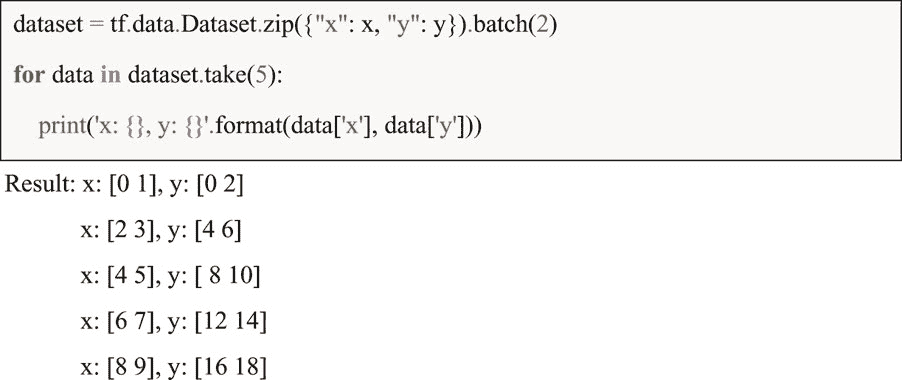 dataset = tf.data.Dataset.zip({"x": x, "y": y}).batch(2)
for data in dataset.take(5):
print('x: {}, y: {}'.format(data['x'], data['y']))
Result: x: [0 1], y: [0 2]
x: [2 3], y: [4 6]
x: [4 5], y: [ 8 10]
x: [6 7], y: [12 14]
x: [8 9], y: [16 18]